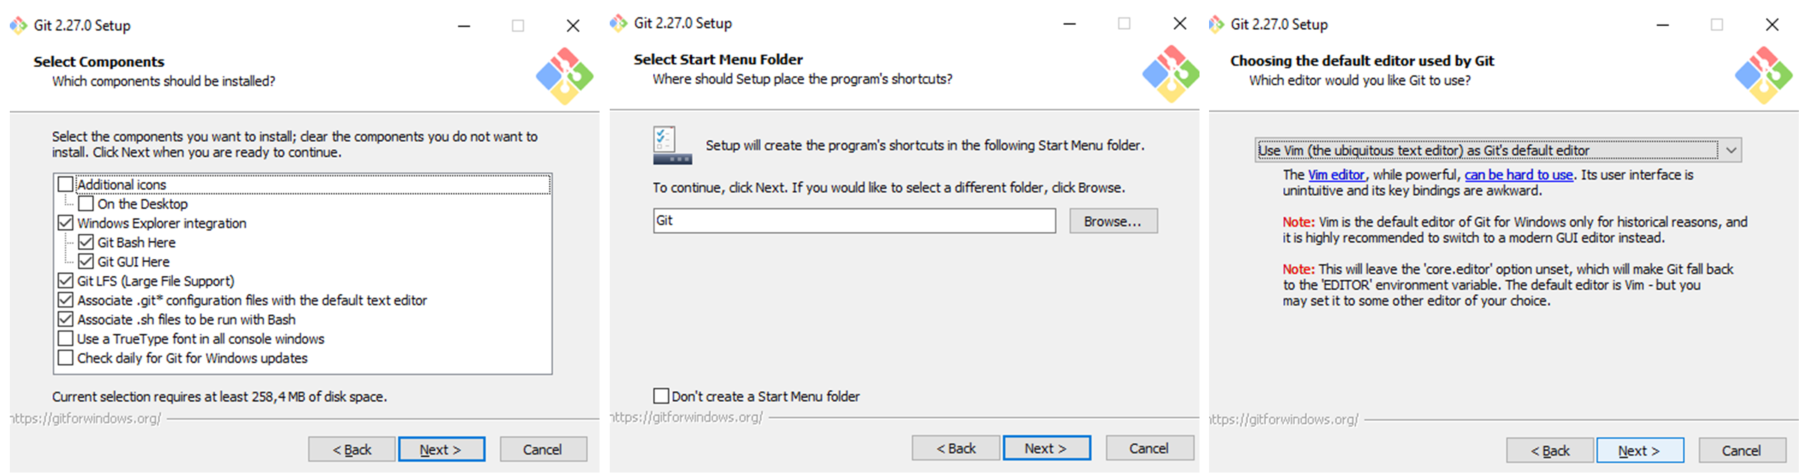 Git 2.27.0 Setup
Select Components
Which components should be installed?
Select the components you want to install; clear the components you do not want to
install. Click Next when you are ready to continue.
Additional icons
On the Desktop
Windows Explorer integration
Git Bash Here
Git GUI Here
Git LFS (Large File Support)
Associate .git* configuration files with the default text editor
Associate .sh files to be run with Bash
Use a TrueType font in all console windows
Check daily for Git for Windows updates
Current selection requires at least 258,4 MB of disk space.
https://gitforwindows.org/
< Back
Next >
Cancel
Git 2.27.0 Setup
Select Start Menu Folder
Where should Setup place the program's shortcuts?
Setup will create the program's shortcuts in the following Start Menu folder.
To continue, click Next. If you would like to select a different folder, click Browse.
Git
Browse...
Don't create a Start Menu folder
https://gitforwindows.org/
< Back
Next >
Cancel
Git 2.27.0 Setup
Choosing the default editor used by Git
Which editor would you like Git to use?
Use Vim (the ubiquitous text editor) as Git's default editor
The Vim editor, while powerful, can be hard to use. Its user interface is
unintuitive and its key bindings are awkward.
Note: Vim is the default editor of Git for Windows only for historical reasons, and
it is highly recommended to switch to a modern GUI editor instead.
Note: This will leave the 'core.editor' option unset, which will make Git fall back
to the 'EDITOR' environment variable. The default editor is Vim - but you
may set it to some other editor of your choice.
https://gitforwindows.org/
< Back
Next >
Cancel